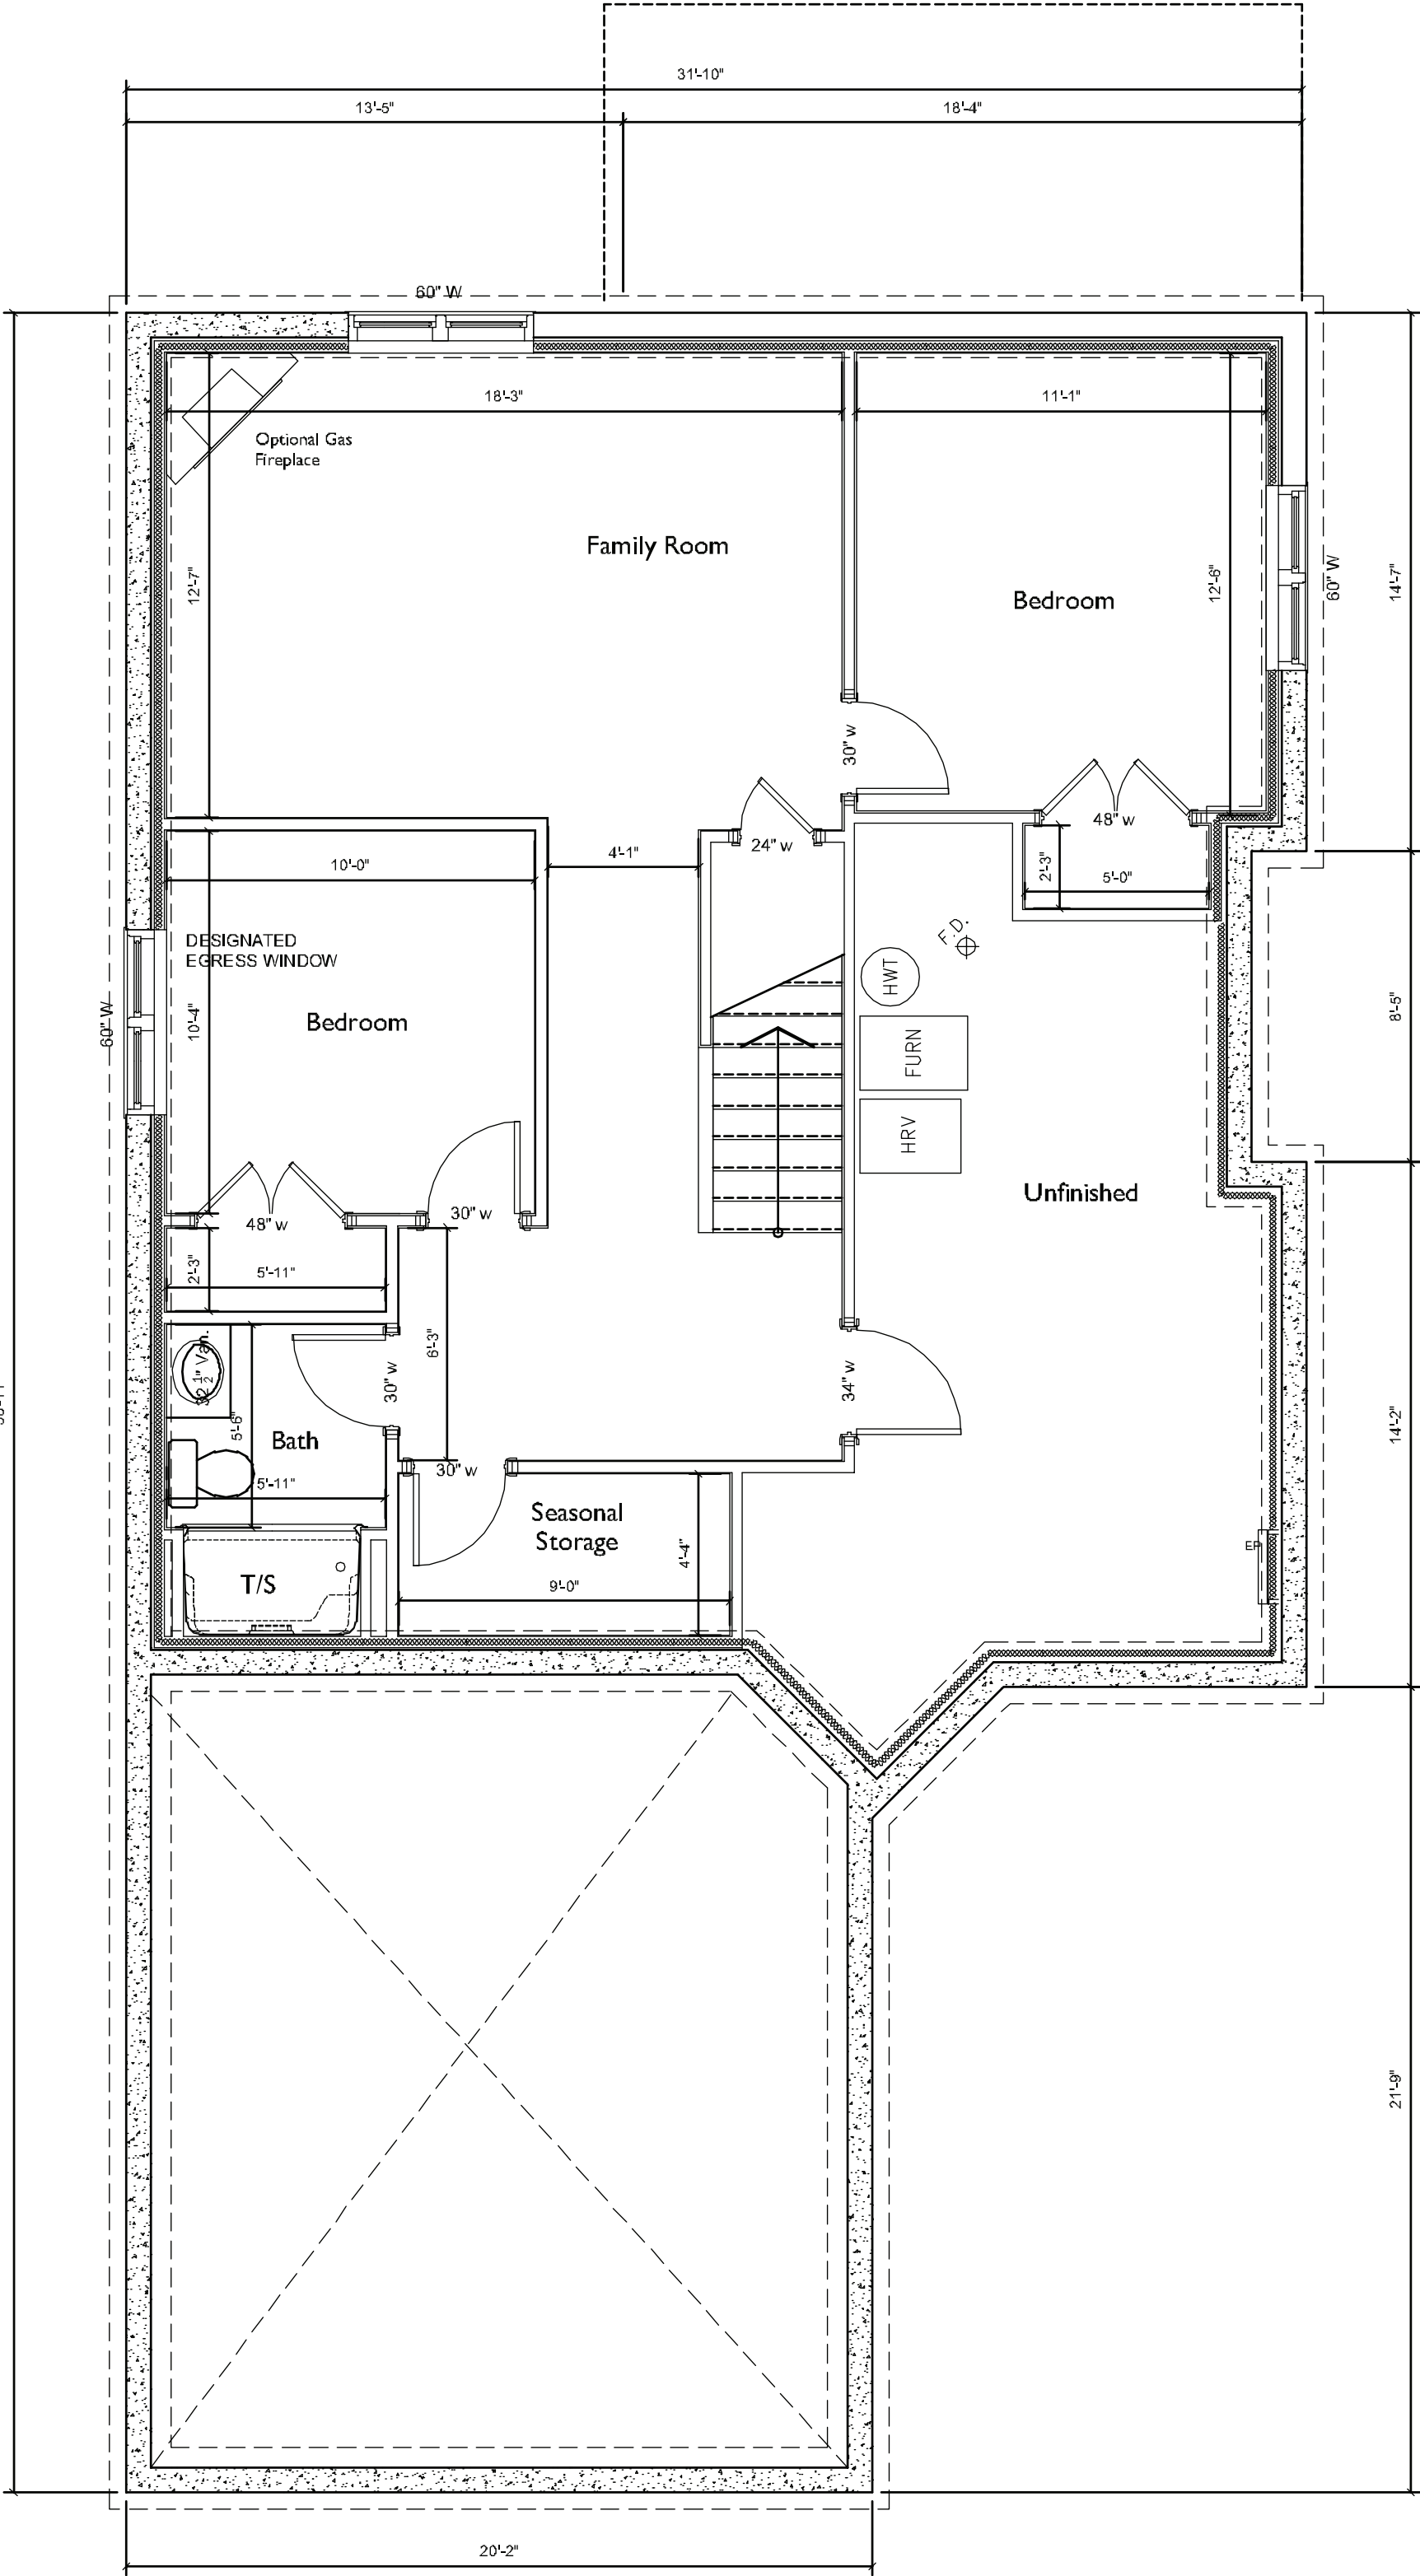 31'-10"
13'-5"
18'-4"
60" W
18'-3"
11'-1"
Optional Gas
Fireplace
Family Room
12'-7"
Bedroom
12'-6"
60" W
14'-7"
30" w
48" w
24" w
4'-1"
10'-0"
2'-3"
5'-0"
DESIGNATED
EGRESS WINDOW
F.D.
HWT
10'-4"
Bedroom
60" W
FURN
8'-5"
HRV
Unfinished
48" w
30" w
2'-3"
5'-11"
6'-3"
32 1/2" Van.
30" w
34" w
5'-6"
Bath
14'-2"
30" w
5'-11"
Seasonal
Storage
4'-4"
EP
T/S
9'-0"
21'-9"
20'-2"